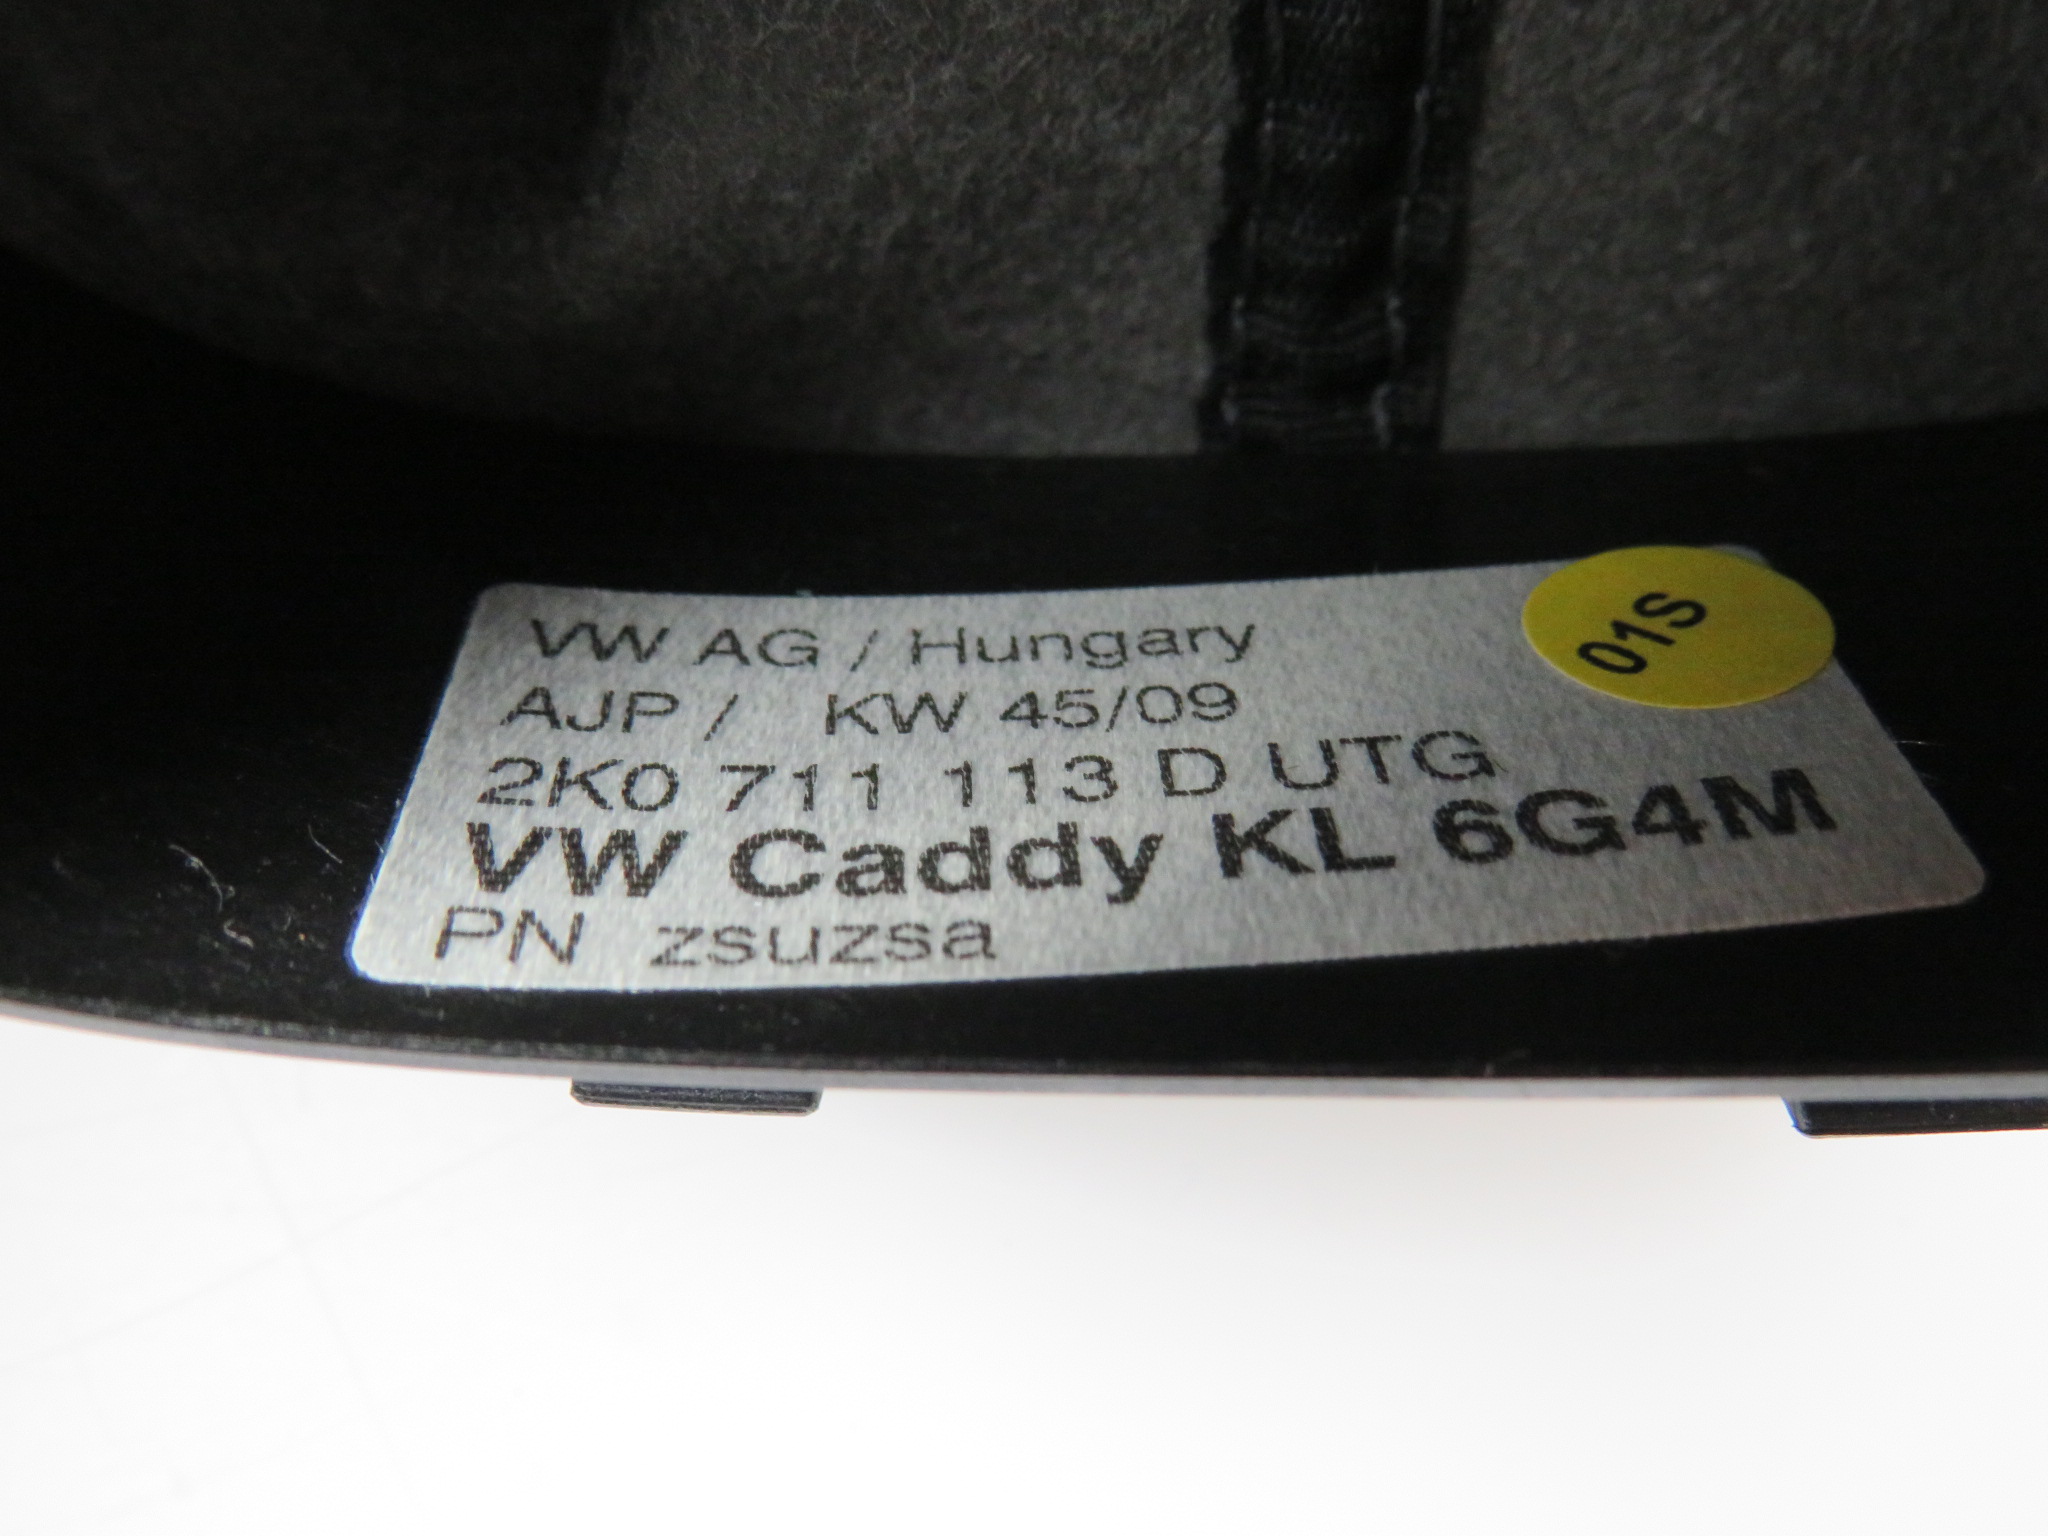 VW AG / Hungary
01S
AJP / KW 45/09
2K0 711 113 D UTG
VW Caddy KL 6G4M
PN zsuzsa